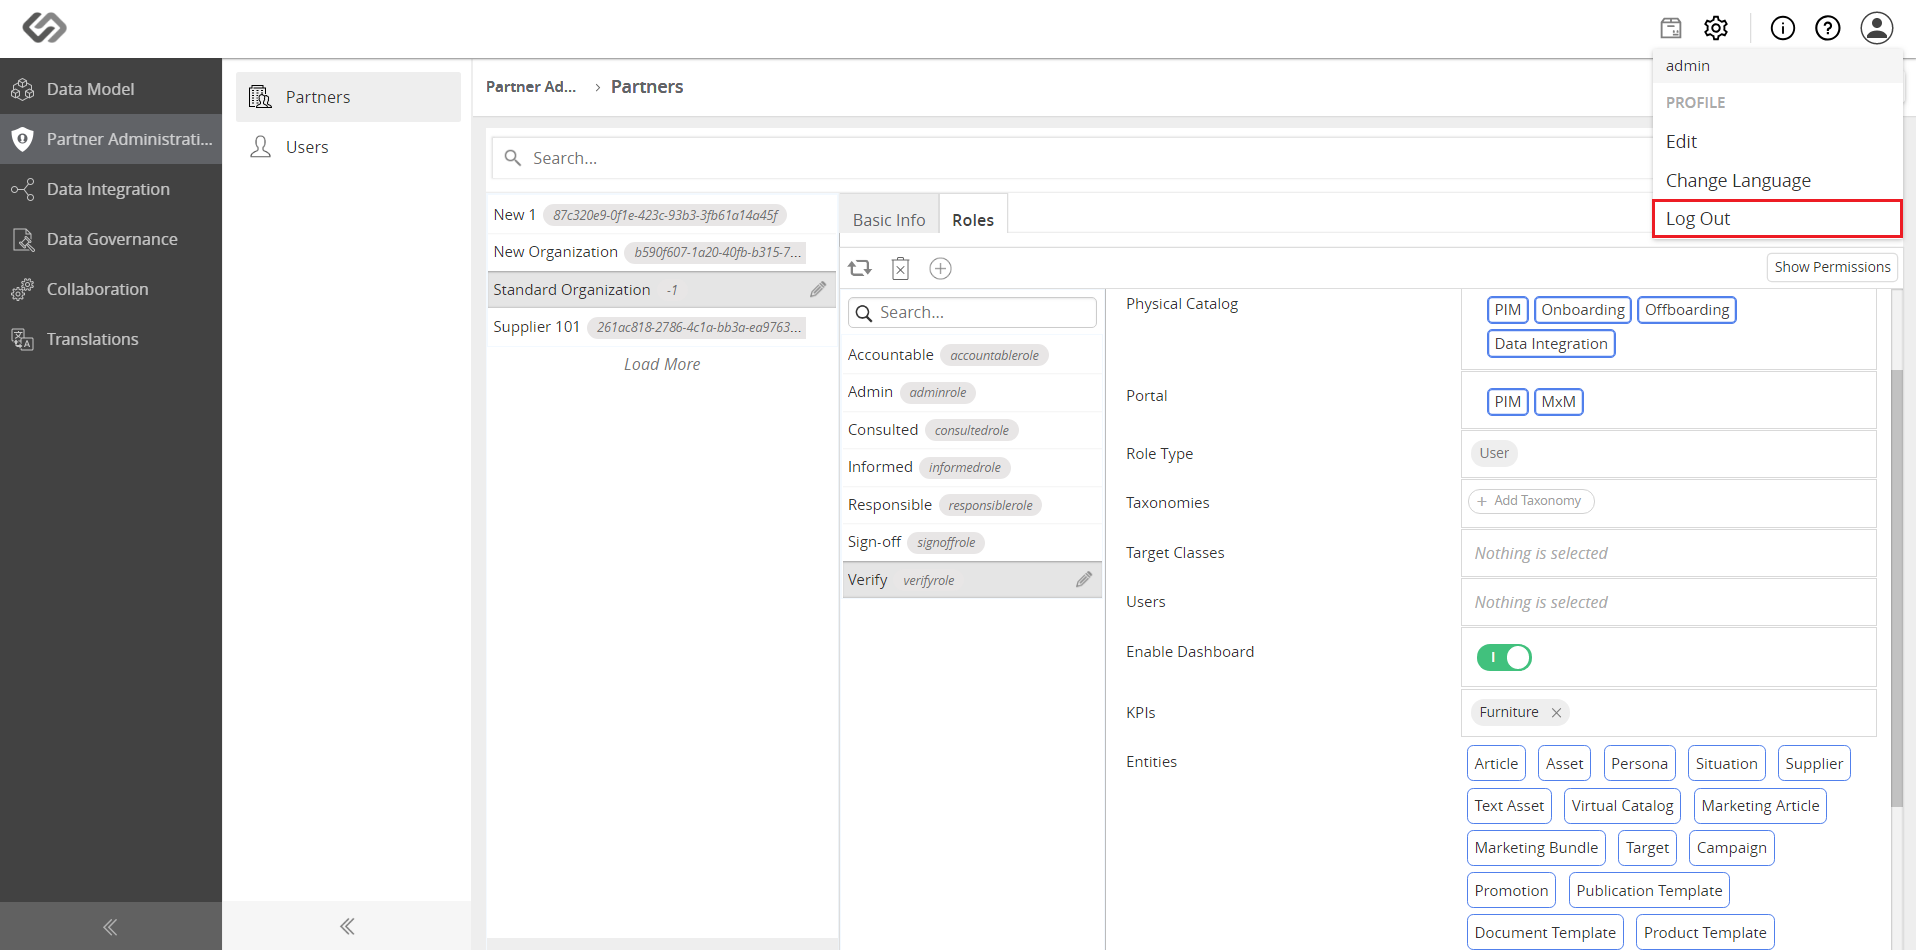 admin
PROFILE
Edit
Change Language
Log Out
Data Model
Partner Administrati...
Data Integration
Data Governance
Collaboration
Translations
Partners
Users
Partner Ad... > Partners
Search...
New 1 87c320e9-0f1e-423c-93b3-3fb61a14a45f
New Organization b590f607-1a20-40fb-b315-7...
Standard Organization -1
Supplier 101 261ac818-2786-4c1a-bb3a-ea9763...
Load More
Basic Info Roles
Show Permissions
Search...
Accountable accountablerole
Admin adminrole
Consulted consultedrole
Informed informedrole
Responsible responsiblerole
Sign-off signoffrole
Verify verifyrole
Physical Catalog
PIM Onboarding Offboarding
Data Integration
Portal
PIM MxM
Role Type
User
Taxonomies
+ Add Taxonomy
Target Classes
Nothing is selected
Users
Nothing is selected
Enable Dashboard
KPIs
Furniture
Entities
Article Asset Persona Situation Supplier
Text Asset Virtual Catalog Marketing Article
Marketing Bundle Target Campaign
Promotion Publication Template
Document Template Product Template